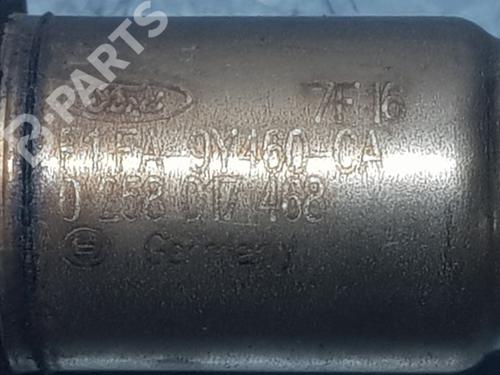 B-PARTS
Ford 7F16
F1FA-9Y460-CA
0 258 017 468
Germany